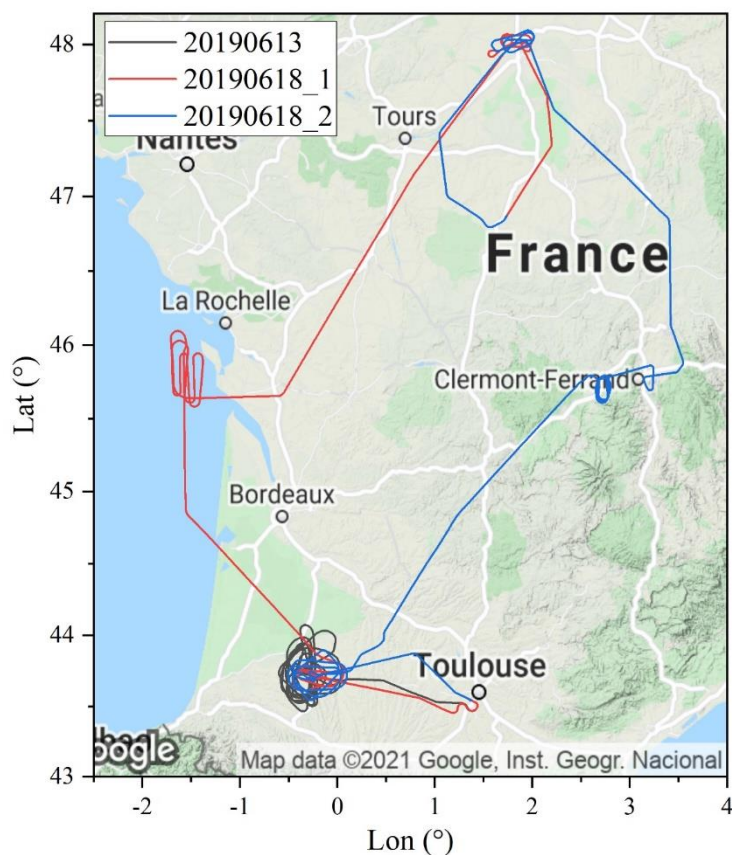 48
20190613
20190618_1
20190618_2
Nantes
Tours
47
France
La Rochelle
46
Clermont-Ferrand
Lat (°)
45
Bordeaux
44
Toulouse
Map data ©2021 Google, Inst. Geogr. Nacional
43
-2 -1 0 1 2 3 4
Lon (°)